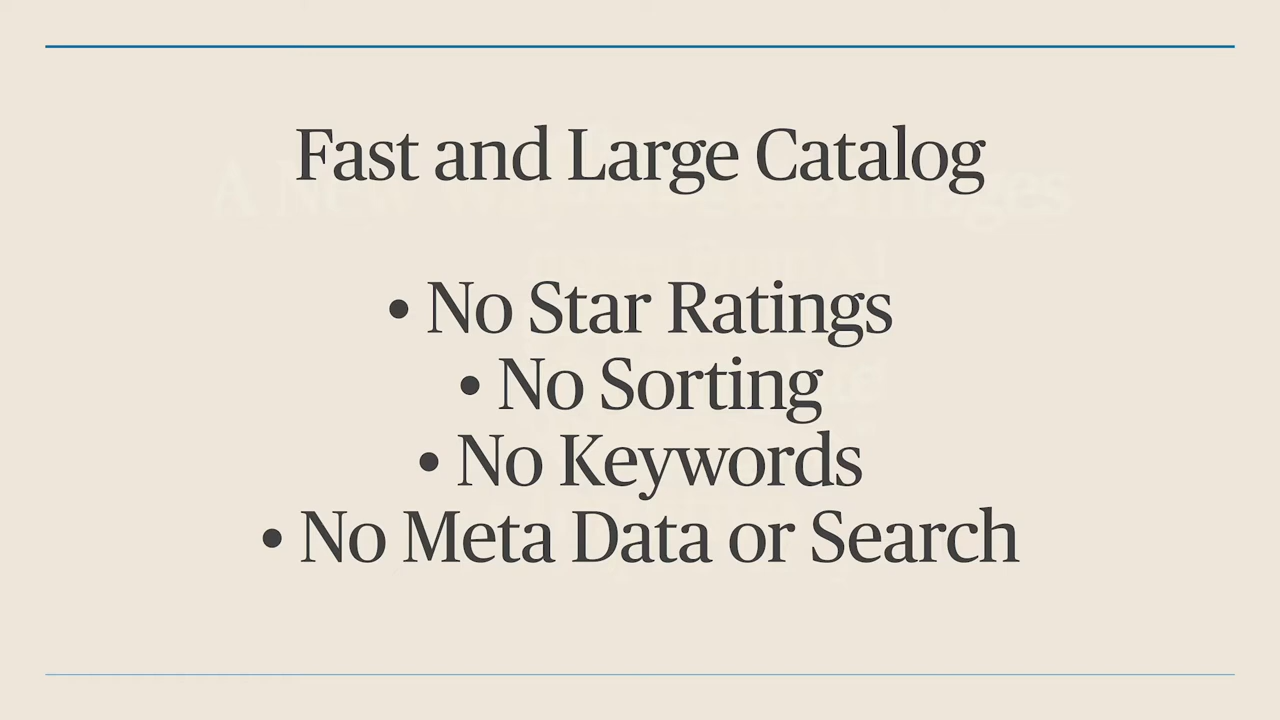 Fast and Large Catalog
• No Star Ratings
• No Sorting
• No Keywords
• No Meta Data or Search